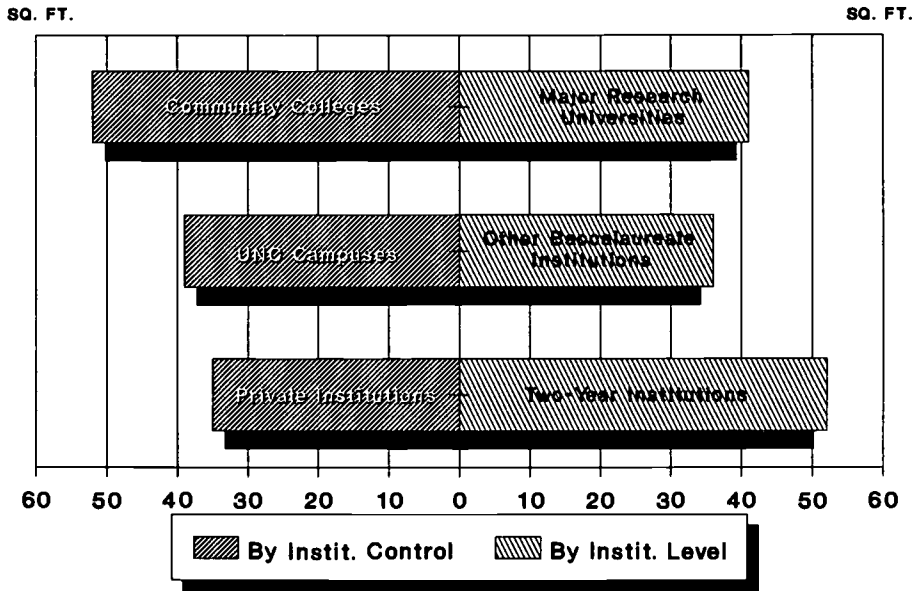 SQ. FT. SQ. FT.
Community Colleges Major Research
Universities
UNC Campuses Other Baccalaureate
Institutions
Private Institutions Two-Year Institutions
60 50 40 30 20 10 0 10 20 30 40 50 60
By Instit. Control By Instit. Level